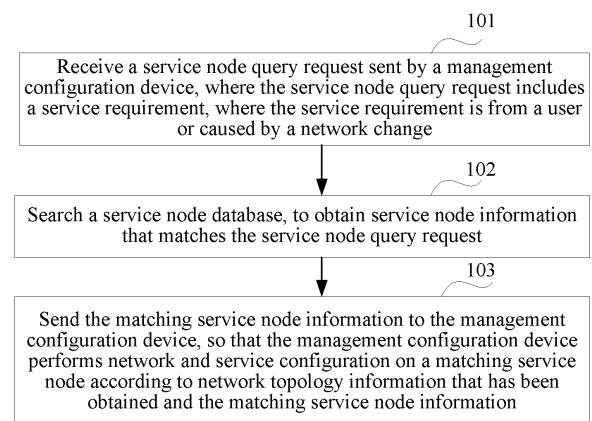 101
Receive a service node query request sent by a management
configuration device, where the service node query request includes
a service requirement, where the service requirement is from a user
or caused by a network change
102
Search a service node database, to obtain service node information
that matches the service node query request
103
Send the matching service node information to the management
configuration device, so that the management configuration device
performs network and service configuration on a matching service
node according to network topology information that has been
obtained and the matching service node information